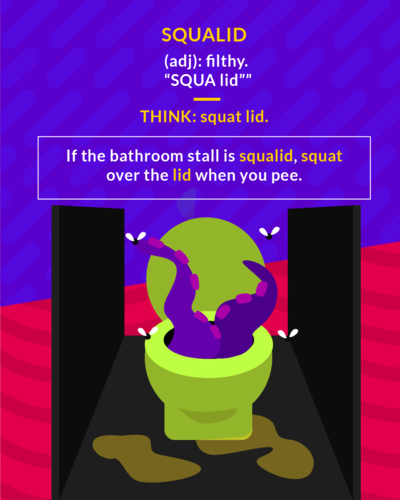 SQUALID
(adj): filthy.
“SQUA lid””
THINK: squat lid.
If the bathroom stall is squalid, squat
over the lid when you pee.